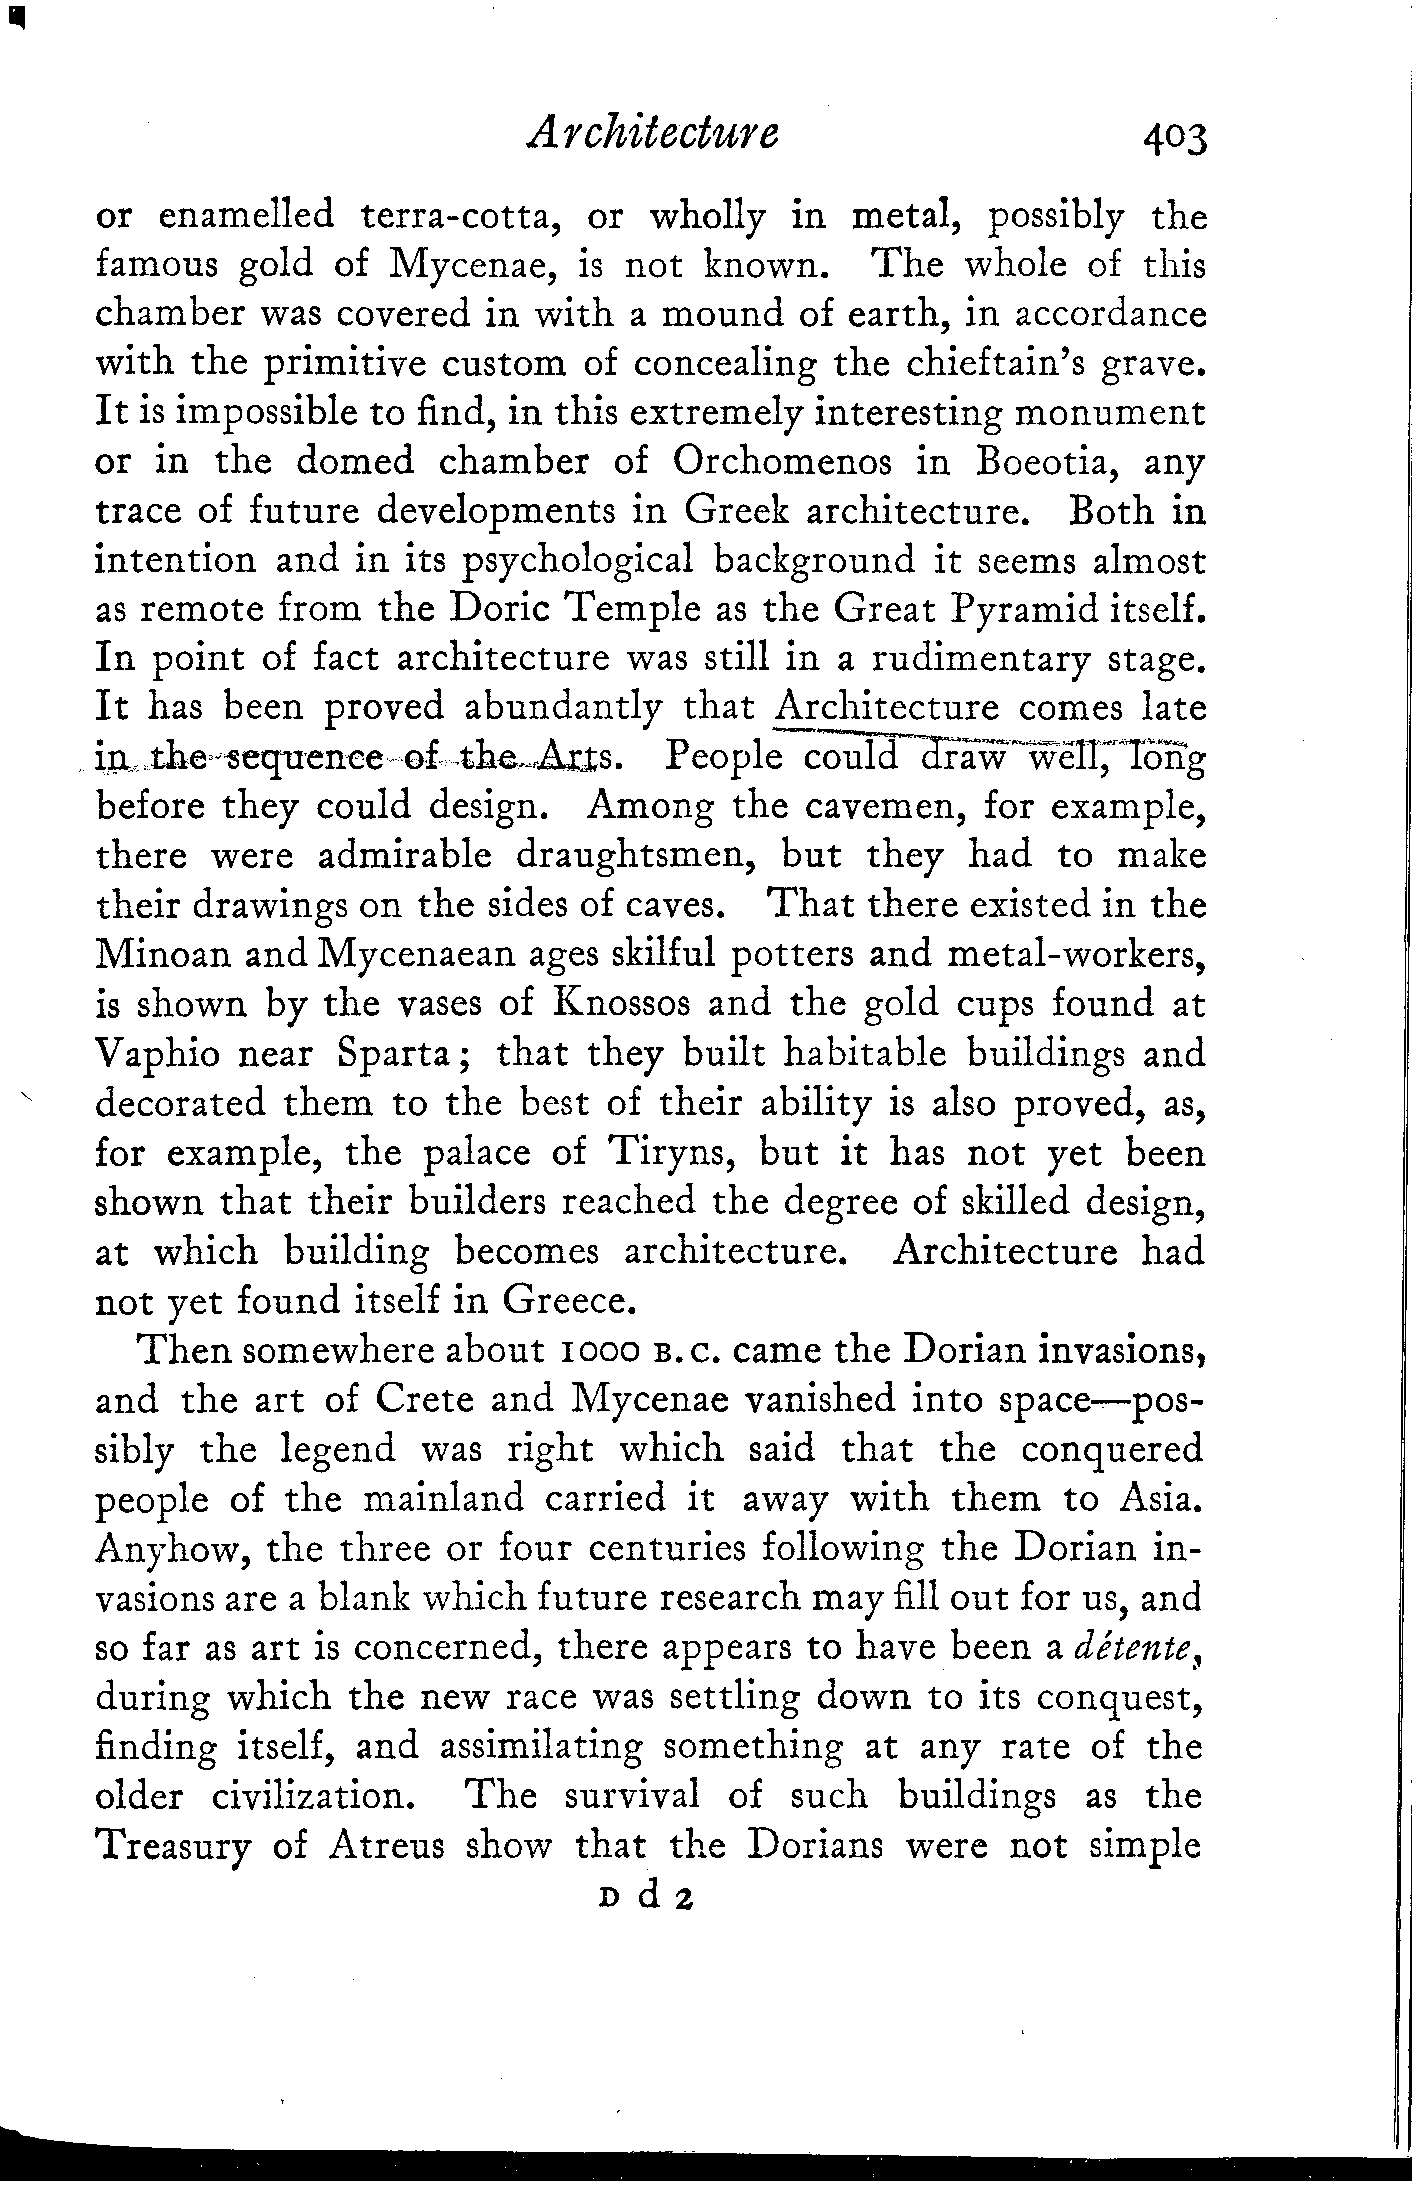 Architecture 403
or enamelled terra-cotta, or wholly in metal, possibly the
famous gold of Mycenae, is not known. The whole of this
chamber was covered in with a mound of earth, in accordance
with the primitive custom of concealing the chieftain's grave.
It is impossible to find, in this extremely interesting monument
or in the domed chamber of Orchomenos in Boeotia, any
trace of future developments in Greek architecture. Both in
intention and in its psychological background it seems almost
as remote from the Doric Temple as the Great Pyramid itself.
In point of fact architecture was still in a rudimentary stage.
It has been proved abundantly that Architecture comes late
in the sequence of the Arts. People could draw well, long
before they could design. Among the cavemen, for example,
there were admirable draughtsmen, but they had to make
their drawings on the sides of caves. That there existed in the
Minoan and Mycenaean ages skilful potters and metal-workers,
is shown by the vases of Knossos and the gold cups found at
Vaphio near Sparta; that they built habitable buildings and
decorated them to the best of their ability is also proved, as,
for example, the palace of Tiryns, but it has not yet been
shown that their builders reached the degree of skilled design,
at which building becomes architecture. Architecture had
not yet found itself in Greece.
Then somewhere about 1000 B.C. came the Dorian invasions,
and the art of Crete and Mycenae vanished into space—pos-
sibly the legend was right which said that the conquered
people of the mainland carried it away with them to Asia.
Anyhow, the three or four centuries following the Dorian in-
vasions are a blank which future research may fill out for us, and
so far as art is concerned, there appears to have been a détente,
during which the new race was settling down to its conquest,
finding itself, and assimilating something at any rate of the
older civilization. The survival of such buildings as the
Treasury of Atreus show that the Dorians were not simple
D d 2